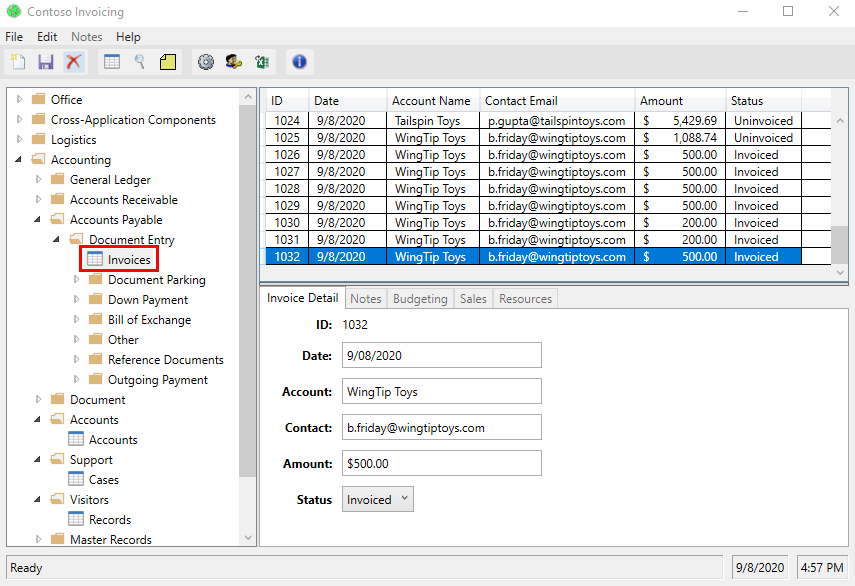 Contoso Invoicing
File Edit Notes Help
Office
Cross-Application Components
Logistics
Accounting
General Ledger
Accounts Receivable
Accounts Payable
Document Entry
Invoices
Document Parking
Down Payment
Bill of Exchange
Other
Reference Documents
Outgoing Payment
Document
Accounts
Accounts
Support
Cases
Visitors
Records
Master Records
ID Date Account Name Contact Email Amount Status
1024 9/8/2020 Tailspin Toys p.gupta@tailspintoys.com $ 5,429.69 Uninvoiced
1025 9/8/2020 WingTip Toys b.friday@wingtiptoys.com $ 1,088.74 Uninvoiced
1026 9/8/2020 WingTip Toys b.friday@wingtiptoys.com $ 500.00 Invoiced
1027 9/8/2020 WingTip Toys b.friday@wingtiptoys.com $ 500.00 Invoiced
1028 9/8/2020 WingTip Toys b.friday@wingtiptoys.com $ 500.00 Invoiced
1029 9/8/2020 WingTip Toys b.friday@wingtiptoys.com $ 500.00 Invoiced
1030 9/8/2020 WingTip Toys b.friday@wingtiptoys.com $ 200.00 Invoiced
1031 9/8/2020 WingTip Toys b.friday@wingtiptoys.com $ 200.00 Invoiced
1032 9/8/2020 WingTip Toys b.friday@wingtiptoys.com $ 500.00 Invoiced
Invoice Detail Notes Budgeting Sales Resources
ID: 1032
Date: 9/08/2020
Account: WingTip Toys
Contact: b.friday@wingtiptoys.com
Amount: $500.00
Status Invoiced
Ready 9/8/2020 4:57 PM